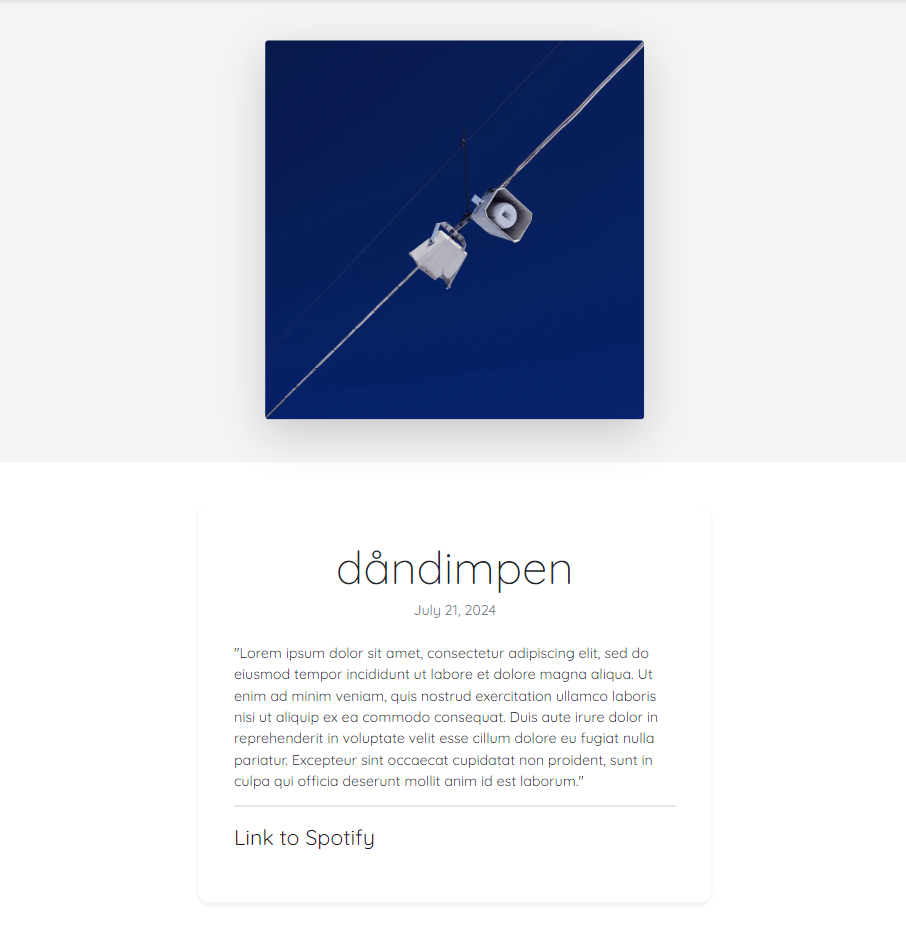 dåndimpen
July 21, 2024
"Lorem ipsum dolor sit amet, consectetur adipiscing elit, sed do
eiusmod tempor incididunt ut labore et dolore magna aliqua. Ut
enim ad minim veniam, quis nostrud exercitation ullamco laboris
nisi ut aliquip ex ea commodo consequat. Duis aute irure dolor in
reprehenderit in voluptate velit esse cillum dolore eu fugiat nulla
pariatur. Excepteur sint occaecat cupidatat non proident, sunt in
culpa qui officia deserunt mollit anim id est laborum."
Link to Spotify